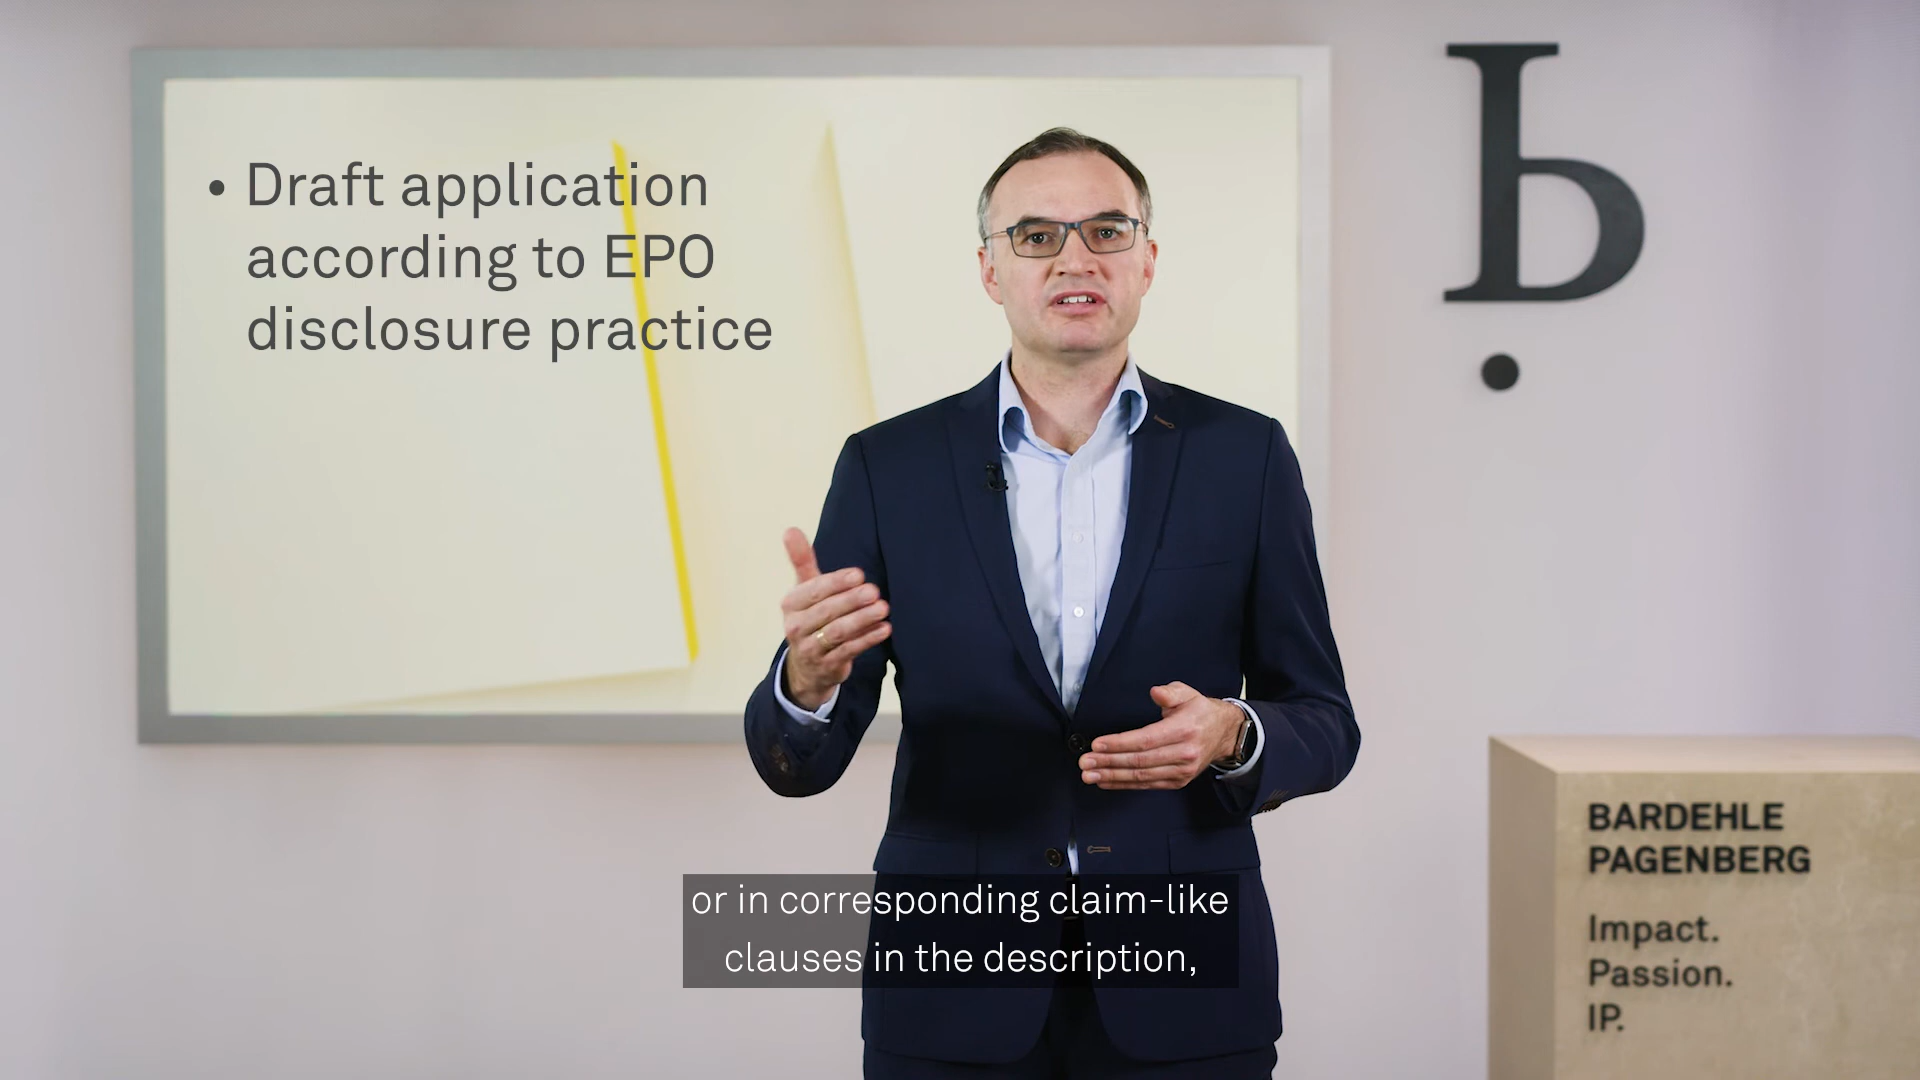 • Draft application
according to EPO
disclosure practice
or in corresponding claim-like
clauses in the description,
BARDEHLE
PAGENBERG
Impact.
Passion.
IP.